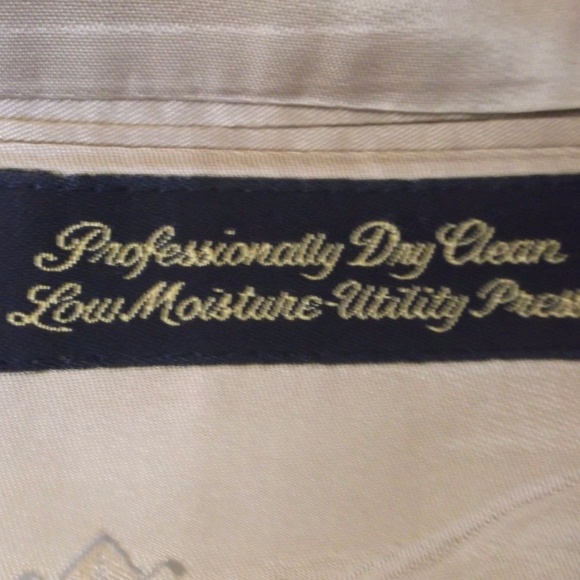 Professionally Dry Clean
Low Moisture-Utility Press